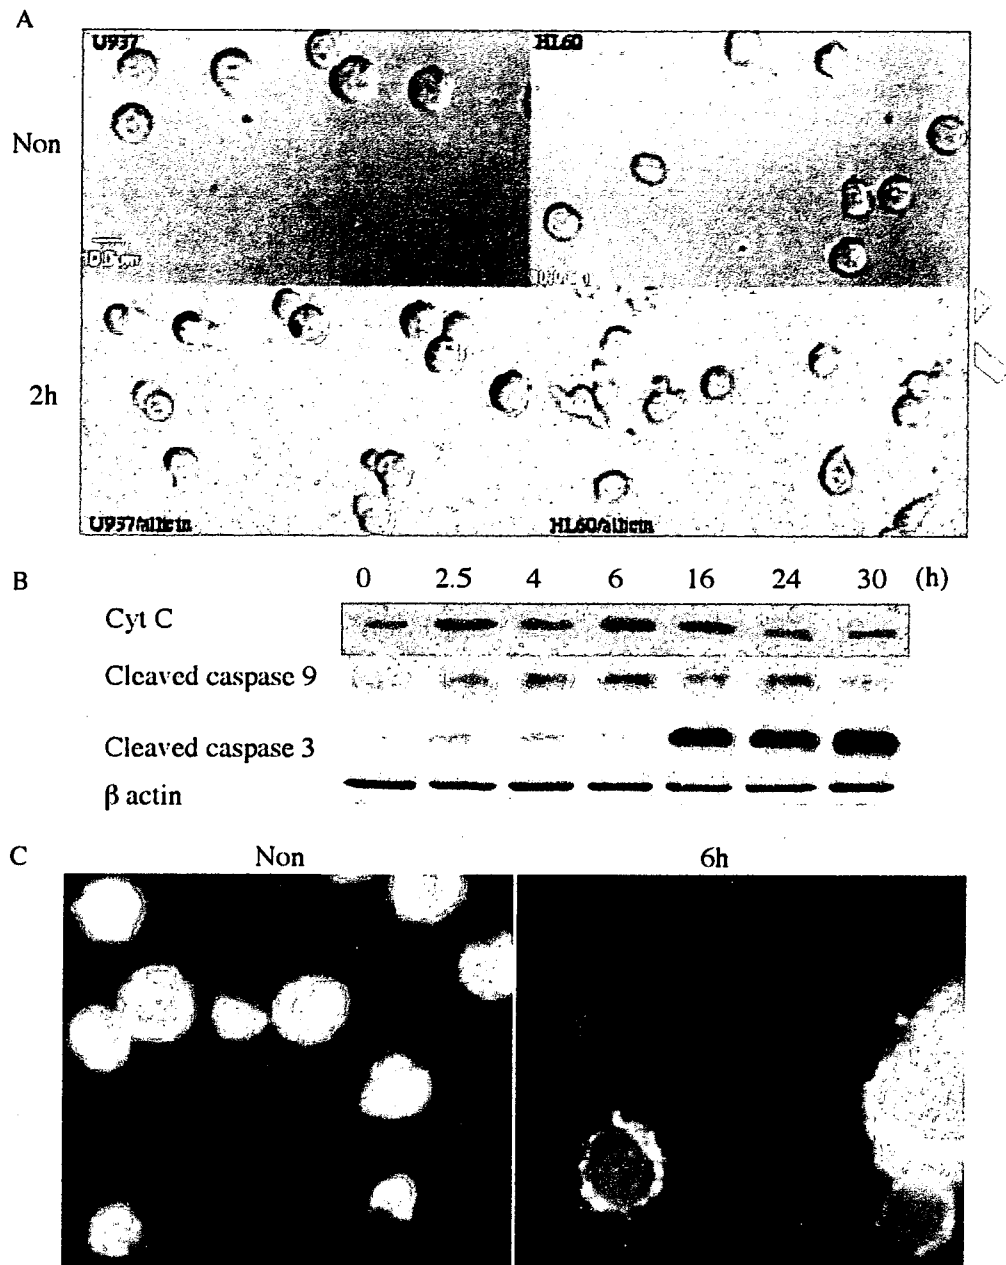 A
U937
HL60
Non
2h
U937/allicin
HL60/allicin
B
0 2.5 4 6 16 24 30 (h)
Cyt C
Cleaved caspase 9
Cleaved caspase 3
β actin
C
Non
6h